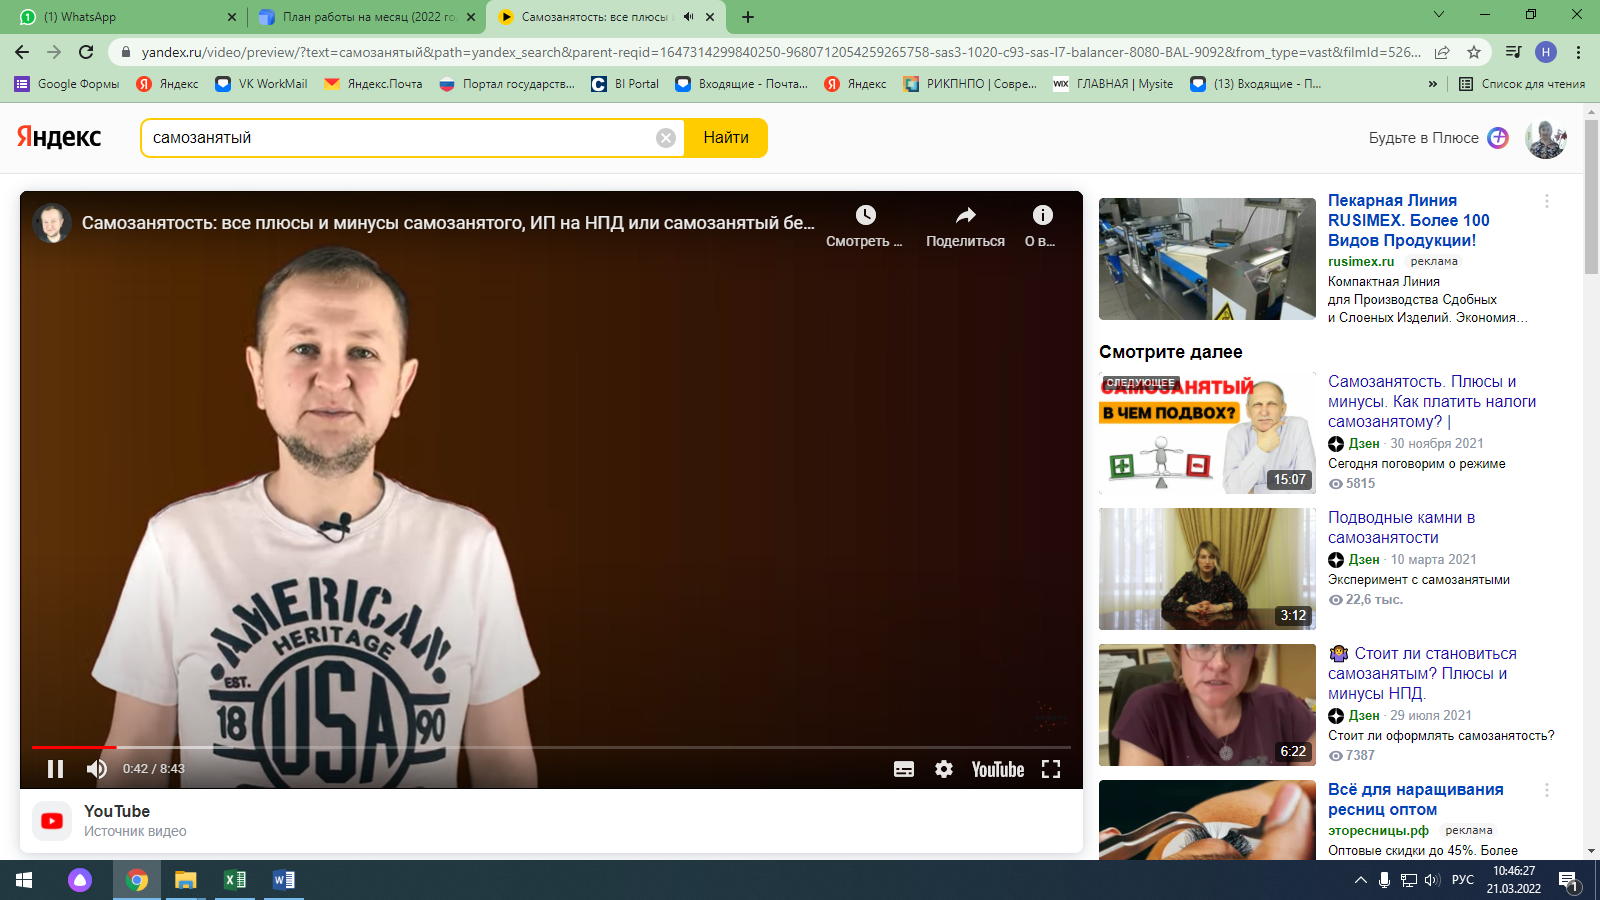 (1) WhatsApp
План работы на месяц (2022 го
Самозанятость: все плюсы
yandex.ru/video/preview/?text=самозанятый&path=yandex_search&parent-reqid=1647314299840250-9680712054259265758-sas3-1020-c93-sas-l7-balancer-8080-BAL-9092&from_type=vast&filmId=526...
Н
Google Формы
Яндекс
VK WorkMail
Яндекс.Почта
Портал государств...
BI Portal
Входящие - Почта...
Яндекс
РИКПНПО | Совре...
WIX
ГЛАВНАЯ | Mysite
(13) Входящие - П...
»
Список для чтения
Яндекс
самозанятый
Найти
Будьте в Плюсе
Самозанятость: все плюсы и минусы самозанятого, ИП на НПД или самозанятый бе...
Смотреть ...
Поделиться
О в...
AMERICAN
HERITAGE
EST.
18 USA 90
0:42 / 8:43
YouTube
YouTube
Источник видео
Пекарная Линия
RUSIMEX. Более 100
Видов Продукции!
rusimex.ru реклама
Компактная Линия
для Производства Сдобных
и Слоеных Изделий. Экономия...
Смотрите далее
СЛЕДУЮЩЕЕ
САМОЗАНЯТЫЙ
В ЧЕМ ПОДВОХ?
15:07
Самозанятость. Плюсы и
минусы. Как платить налоги
самозанятому? |
Дзен · 30 ноября 2021
Сегодня поговорим о режиме
5815
3:12
Подводные камни в
самозанятости
Дзен · 10 марта 2021
Эксперимент с самозанятыми
22,6 тыс.
6:22
Стоит ли становиться
самозанятым? Плюсы и
минусы НПД.
Дзен · 29 июля 2021
Стоит ли оформлять самозанятость?
7387
Всё для наращивания
ресниц оптом
эторесницы.рф реклама
Оптовые скидки до 45%. Более
РУС
10:46:27
21.03.2022
1